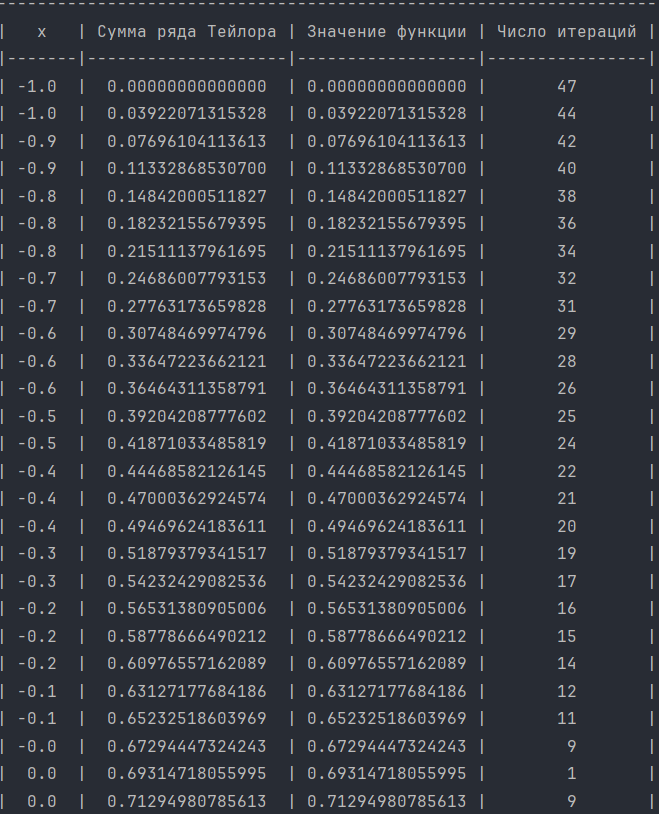 | x | Сумма ряда Тейлора | Значение функции | Число итераций |
|-------|--------------------|------------------|----------------|
| -1.0 | 0.00000000000000 | 0.00000000000000 | 47 |
| -1.0 | 0.03922071315328 | 0.03922071315328 | 44 |
| -0.9 | 0.07696104113613 | 0.07696104113613 | 42 |
| -0.9 | 0.11332868530700 | 0.11332868530700 | 40 |
| -0.8 | 0.14842000511827 | 0.14842000511827 | 38 |
| -0.8 | 0.18232155679395 | 0.18232155679395 | 36 |
| -0.8 | 0.21511137961695 | 0.21511137961695 | 34 |
| -0.7 | 0.24686007793153 | 0.24686007793153 | 32 |
| -0.7 | 0.27763173659828 | 0.27763173659828 | 31 |
| -0.6 | 0.30748469974796 | 0.30748469974796 | 29 |
| -0.6 | 0.33647223662121 | 0.33647223662121 | 28 |
| -0.6 | 0.36464311358791 | 0.36464311358791 | 26 |
| -0.5 | 0.39204208777602 | 0.39204208777602 | 25 |
| -0.5 | 0.41871033485819 | 0.41871033485819 | 24 |
| -0.4 | 0.44468582126145 | 0.44468582126145 | 22 |
| -0.4 | 0.47000362924574 | 0.47000362924574 | 21 |
| -0.4 | 0.49469624183611 | 0.49469624183611 | 20 |
| -0.3 | 0.51879379341517 | 0.51879379341517 | 19 |
| -0.3 | 0.54232429082536 | 0.54232429082536 | 17 |
| -0.2 | 0.56531380905006 | 0.56531380905006 | 16 |
| -0.2 | 0.58778666490212 | 0.58778666490212 | 15 |
| -0.2 | 0.60976557162089 | 0.60976557162089 | 14 |
| -0.1 | 0.63127177684186 | 0.63127177684186 | 12 |
| -0.1 | 0.65232518603969 | 0.65232518603969 | 11 |
| -0.0 | 0.67294447324243 | 0.67294447324243 | 9 |
| 0.0 | 0.69314718055995 | 0.69314718055995 | 1 |
| 0.0 | 0.71294980785613 | 0.71294980785613 | 9 |